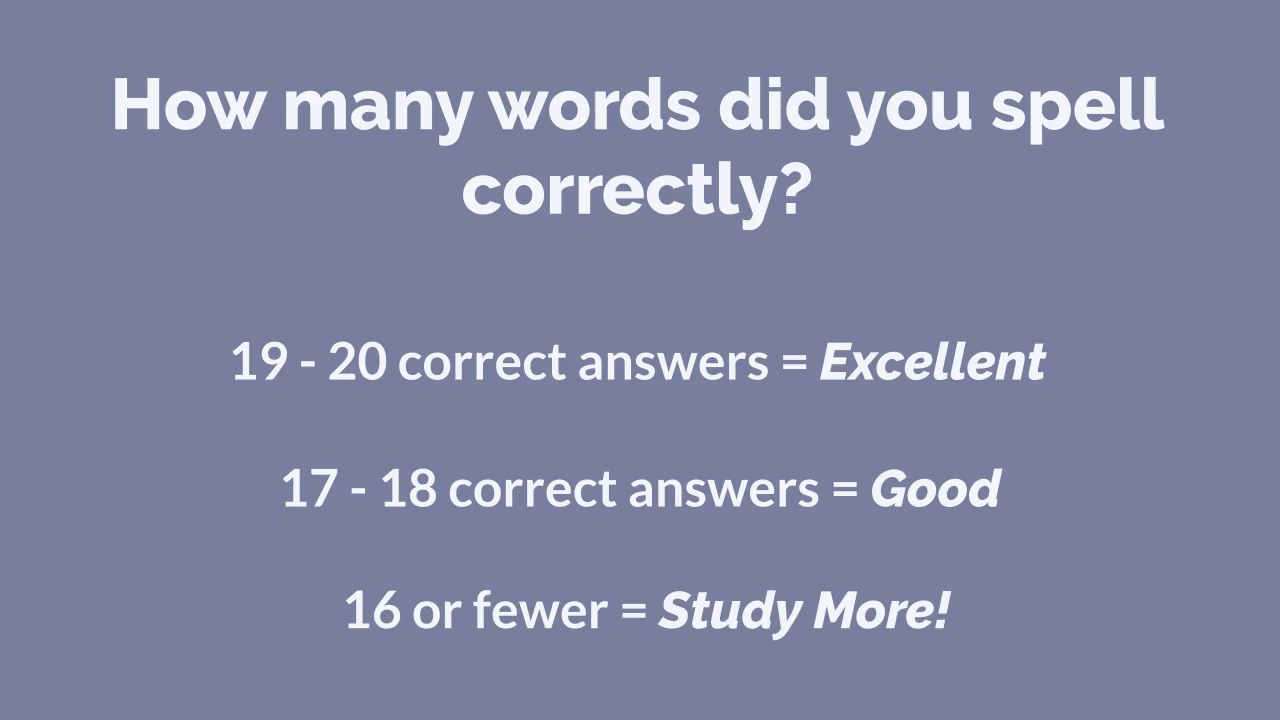 How many words did you spell
correctly?
19 - 20 correct answers = Excellent
17 - 18 correct answers = Good
16 or fewer = Study More!